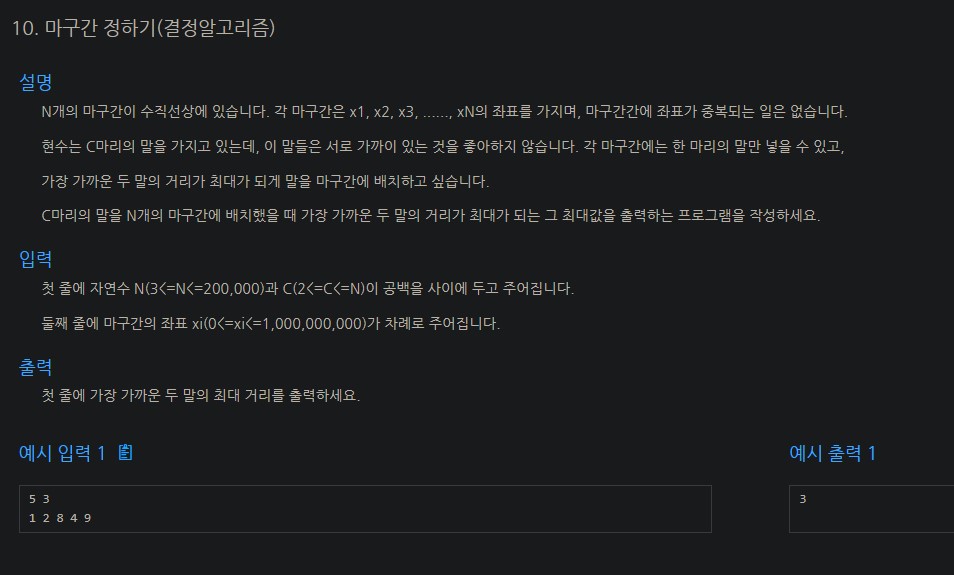 10. 마구간 정하기(결정알고리즘)
설명
N개의 마구간이 수직선상에 있습니다. 각 마구간은 x1, x2, x3, ......, xN의 좌표를 가지며, 마구간간에 좌표가 중복되는 일은 없습니다.
현수는 C마리의 말을 가지고 있는데, 이 말들은 서로 가까이 있는 것을 좋아하지 않습니다. 각 마구간에는 한 마리의 말만 넣을 수 있고,
가장 가까운 두 말의 거리가 최대가 되게 말을 마구간에 배치하고 싶습니다.
C마리의 말을 N개의 마구간에 배치했을 때 가장 가까운 두 말의 거리가 최대가 되는 그 최대값을 출력하는 프로그램을 작성하세요.
입력
첫 줄에 자연수 N(3<=N<=200,000)과 C(2<=C<=N)이 공백을 사이에 두고 주어집니다.
둘째 줄에 마구간의 좌표 xi(0<=xi<=1,000,000,000)가 차례로 주어집니다.
출력
첫 줄에 가장 가까운 두 말의 최대 거리를 출력하세요.
예시 입력 1
5 3
1 2 8 4 9
예시 출력 1
3